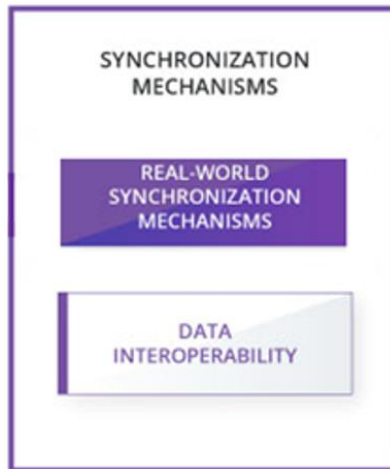 SYNCHRONIZATION
MECHANISMS
REAL-WORLD
SYNCHRONIZATION
MECHANISMS
DATA
INTEROPERABILITY